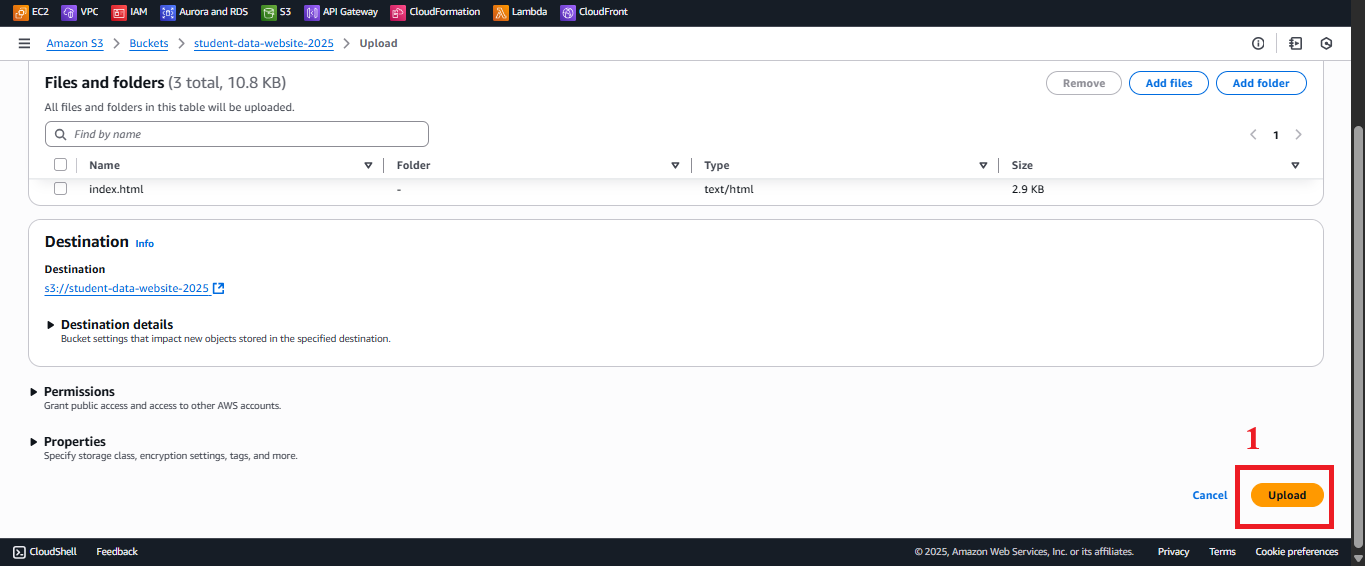 EC2 VPC IAM Aurora and RDS S3 API Gateway CloudFormation Lambda CloudFront
Amazon S3 > Buckets > student-data-website-2025 > Upload
Files and folders (3 total, 10.8 KB) Remove Add files Add folder
All files and folders in this table will be uploaded.
Find by name 1
Name Folder Type Size
index.html - text/html 2.9 KB
Destination Info
Destination
s3://student-data-website-2025
Destination details
Bucket settings that impact new objects stored in the specified destination.
Permissions
Grant public access and access to other AWS accounts.
Properties
Specify storage class, encryption settings, tags, and more.
1
Cancel Upload
CloudShell Feedback © 2025, Amazon Web Services, Inc. or its affiliates. Privacy Terms Cookie preferences